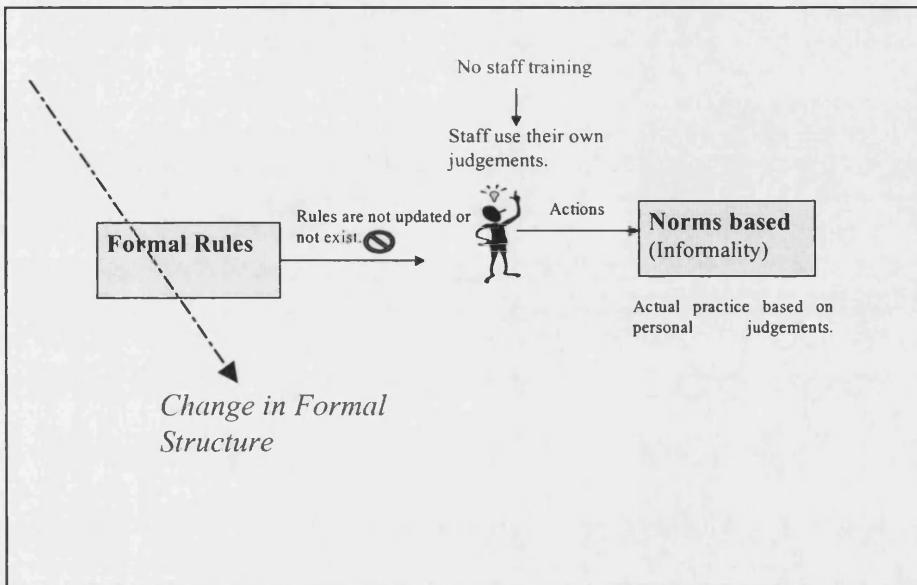 No staff training
Staff use their own
judgements.
Rules are not updated or
not exist.
Formal Rules
Actions
Norms based
(Informality)
Actual practice based on
personal judgements.
Change in Formal
Structure